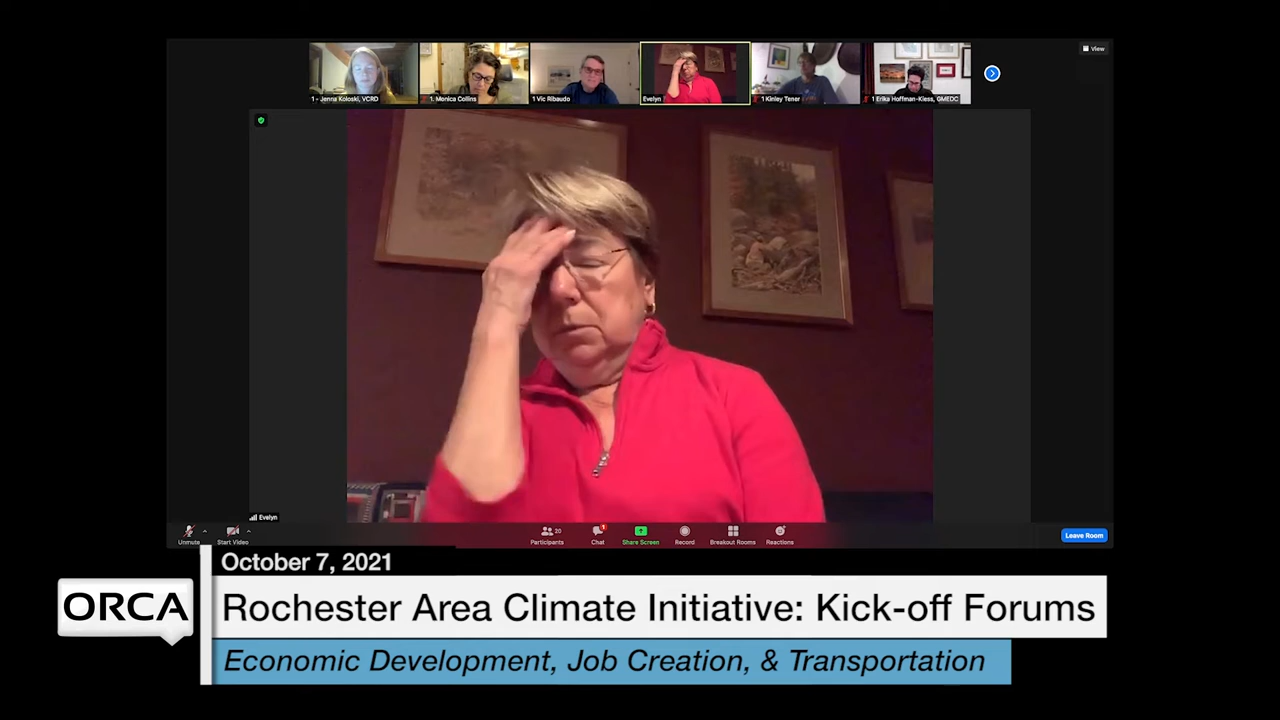 View
1 - Jenna Koloski, VCRD
1. Monica Collins
1 Vic Ribaudo
Evelyn
1 Kinley Tener
1 Erika Hoffman-Kiess, GMEDC
Evelyn
Unmute
Start Video
Participants
20
Chat
1
Share Screen
Record
Breakout Rooms
Reactions
Leave Room
October 7, 2021
ORCA
Rochester Area Climate Initiative: Kick-off Forums
Economic Development, Job Creation, & Transportation